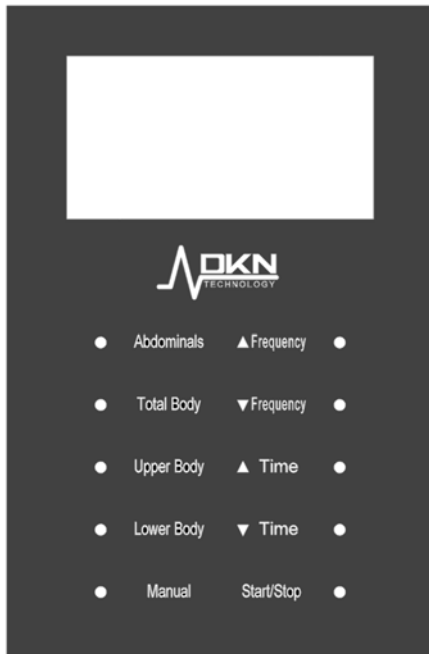 DKN
TECHNOLOGY
Abdominals ▲Frequency
Total Body ▼Frequency
Upper Body ▲ Time
Lower Body ▼ Time
Manual Start/Stop